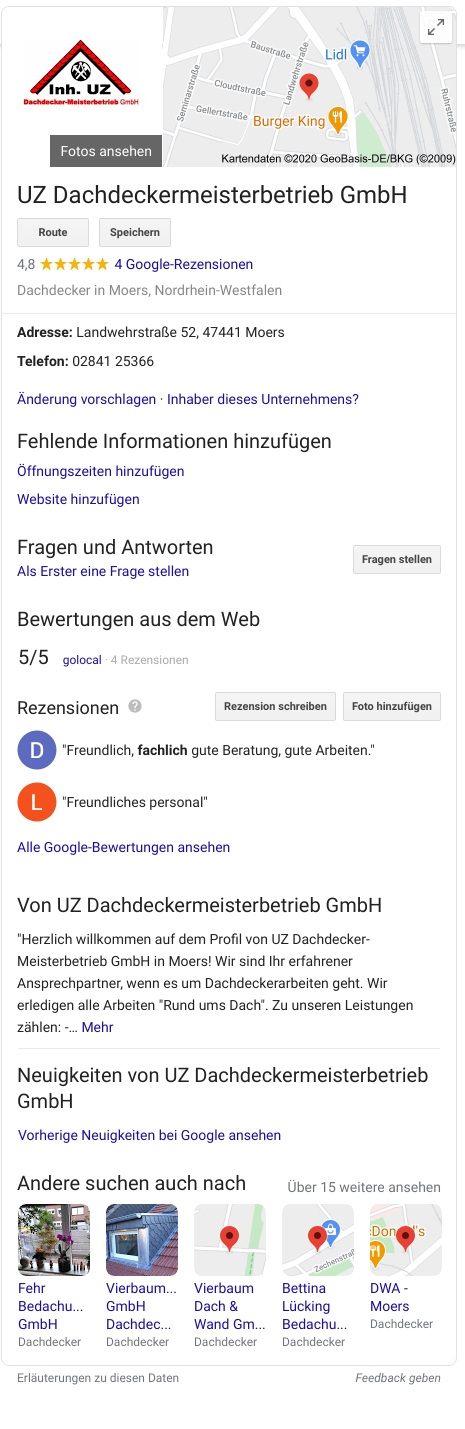 Inh. UZ
Dachdecker-Meisterbetrieb GmbH
Fotos ansehen
Baustraße
Lidl
Landwehrstraße
Seminarstraße
Cloudtstraße
Gellertstraße
Burger King
Ruhrstraße
Kartendaten ©2020 GeoBasis-DE/BKG (©2009)
UZ Dachdeckermeisterbetrieb GmbH
Route
Speichern
4,8 ★★★★★ 4 Google-Rezensionen
Dachdecker in Moers, Nordrhein-Westfalen
Adresse: Landwehrstraße 52, 47441 Moers
Telefon: 02841 25366
Änderung vorschlagen · Inhaber dieses Unternehmens?
Fehlende Informationen hinzufügen
Öffnungszeiten hinzufügen
Website hinzufügen
Fragen und Antworten
Als Erster eine Frage stellen
Fragen stellen
Bewertungen aus dem Web
5/5 golocal · 4 Rezensionen
Rezensionen ?
Rezension schreiben
Foto hinzufügen
D "Freundlich, fachlich gute Beratung, gute Arbeiten."
L "Freundliches personal"
Alle Google-Bewertungen ansehen
Von UZ Dachdeckermeisterbetrieb GmbH
"Herzlich willkommen auf dem Profil von UZ Dachdecker-
Meisterbetrieb GmbH in Moers! Wir sind Ihr erfahrener
Ansprechpartner, wenn es um Dachdeckerarbeiten geht. Wir
erledigen alle Arbeiten "Rund ums Dach". Zu unseren Leistungen
zählen: -... Mehr
Neuigkeiten von UZ Dachdeckermeisterbetrieb
GmbH
Vorherige Neuigkeiten bei Google ansehen
Andere suchen auch nach
Über 15 weitere ansehen
Zechenstraß
cDonald's
Fehr
Bedachu...
GmbH
Dachdecker
Vierbaum...
GmbH
Dachdec...
Dachdecker
Vierbaum
Dach &
Wand Gm...
Dachdecker
Bettina
Lücking
Bedachu...
Dachdecker
DWA -
Moers
Dachdecker
Erläuterungen zu diesen Daten
Feedback geben